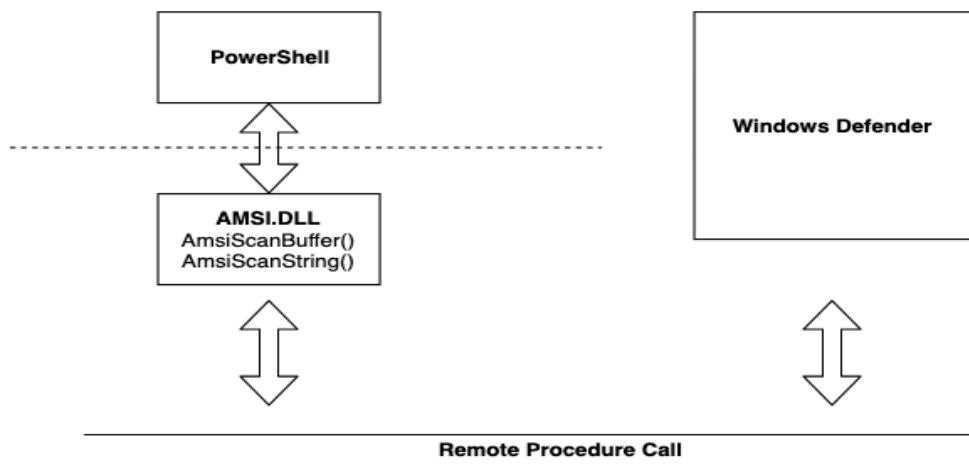 PowerShell
Windows Defender
AMSI.DLL
AmsiScanBuffer()
AmsiScanString()
Remote Procedure Call